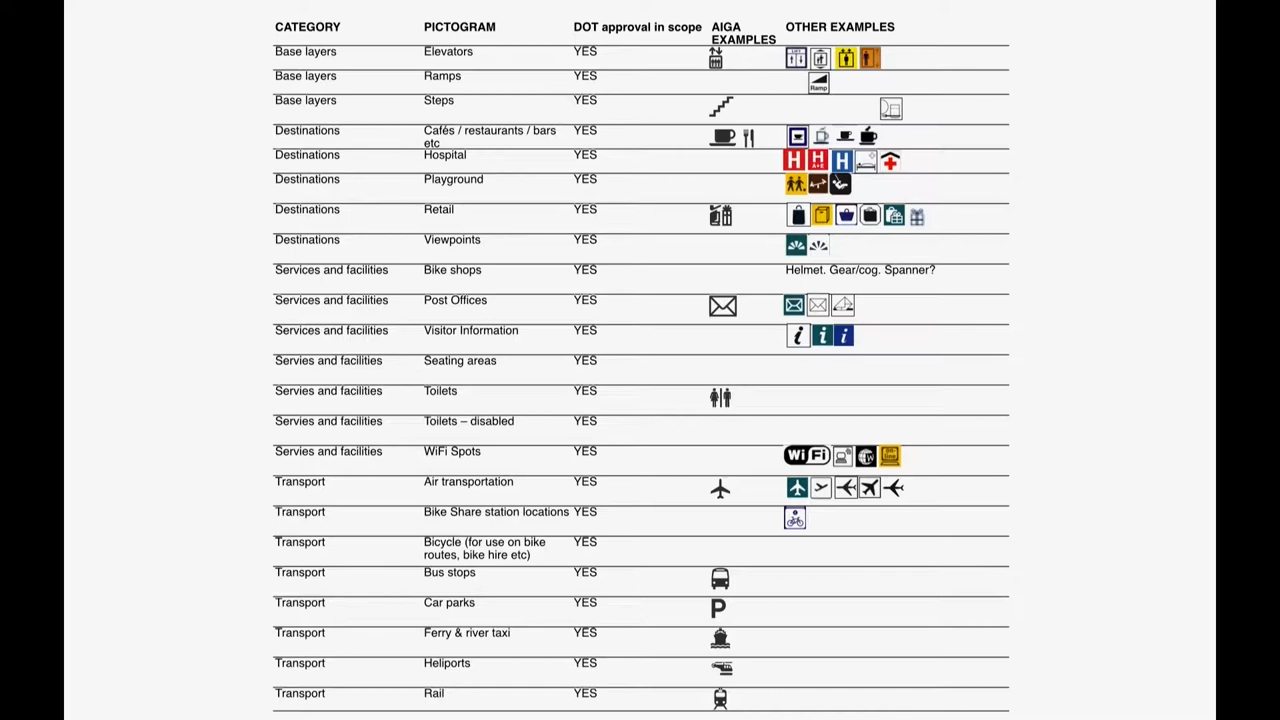 CATEGORY PICTOGRAM DOT approval in scope AIGA EXAMPLES OTHER EXAMPLES
Base layers Elevators YES
Base layers Ramps YES
Ramp
Base layers Steps YES
Destinations Cafés / restaurants / bars etc YES
Destinations Hospital YES H H A+E H
Destinations Playground YES
Destinations Retail YES
Destinations Viewpoints YES
Services and facilities Bike shops YES Helmet. Gear/cog. Spanner?
Services and facilities Post Offices YES
Services and facilities Visitor Information YES i i i
Servies and facilities Seating areas YES
Servies and facilities Toilets YES
Servies and facilities Toilets – disabled YES
Servies and facilities WiFi Spots YES Wi Fi
Transport Air transportation YES
Transport Bike Share station locations YES
Transport Bicycle (for use on bike routes, bike hire etc) YES
Transport Bus stops YES
Transport Car parks YES P
Transport Ferry & river taxi YES
Transport Heliports YES
Transport Rail YES